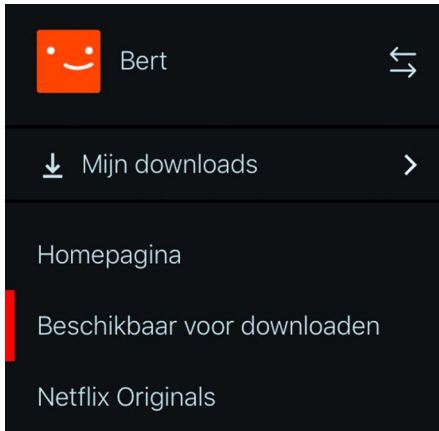 Bert
Mijn downloads
Homepagina
Beschikbaar voor downloaden
Netflix Originals